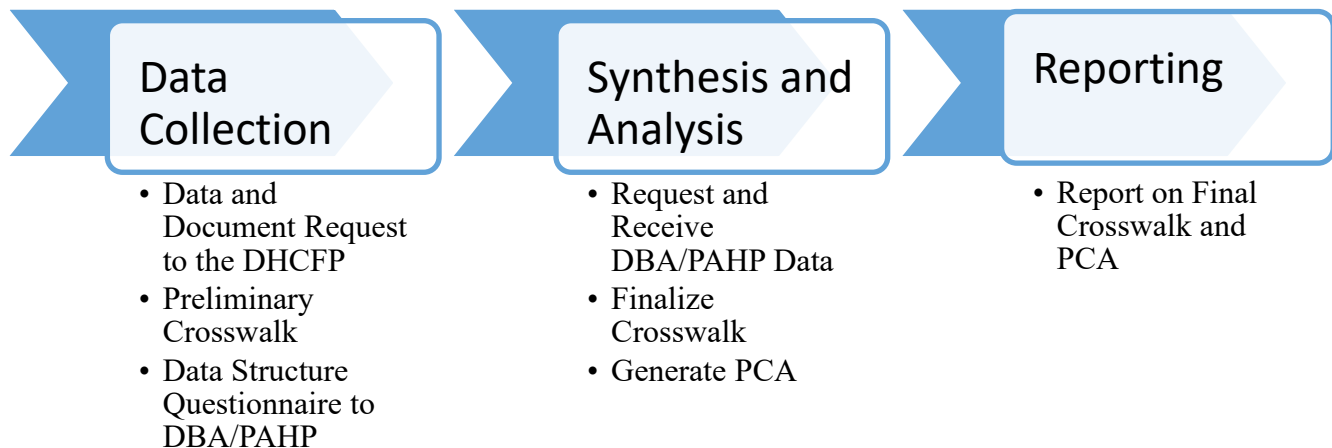 Data
Collection
• Data and
Document Request
to the DHCFP
• Preliminary
Crosswalk
• Data Structure
Questionnaire to
DBA/PAHP
Synthesis and
Analysis
• Request and
Receive
DBA/PAHP Data
• Finalize
Crosswalk
• Generate PCA
Reporting
• Report on Final
Crosswalk and
PCA